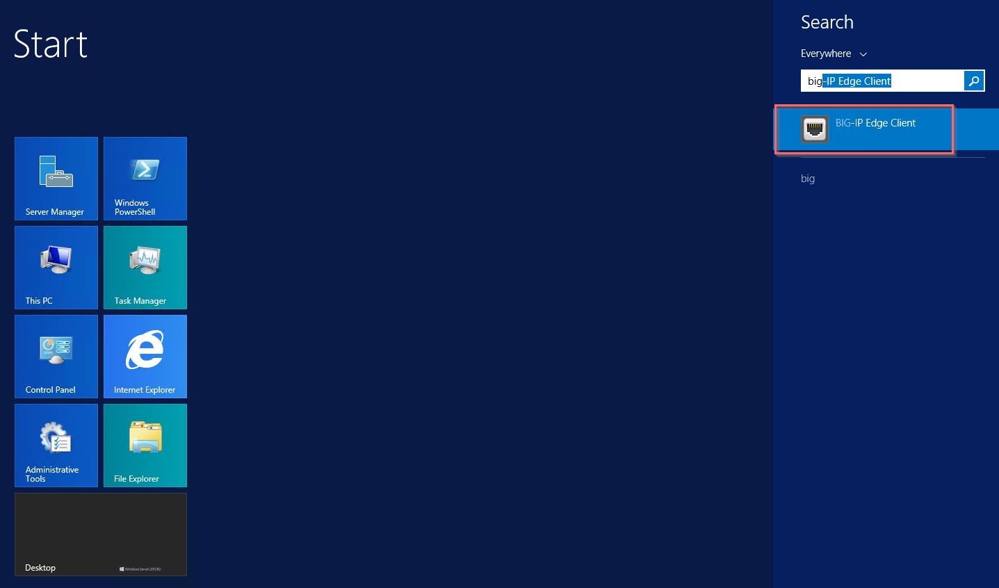 Start
Server Manager
Windows
PowerShell
This PC
Task Manager
Control Panel
Internet Explorer
Administrative
Tools
File Explorer
Desktop
Windows Server 2012 R2
Search
Everywhere
big-IP Edge Client
BIG-IP Edge Client
big